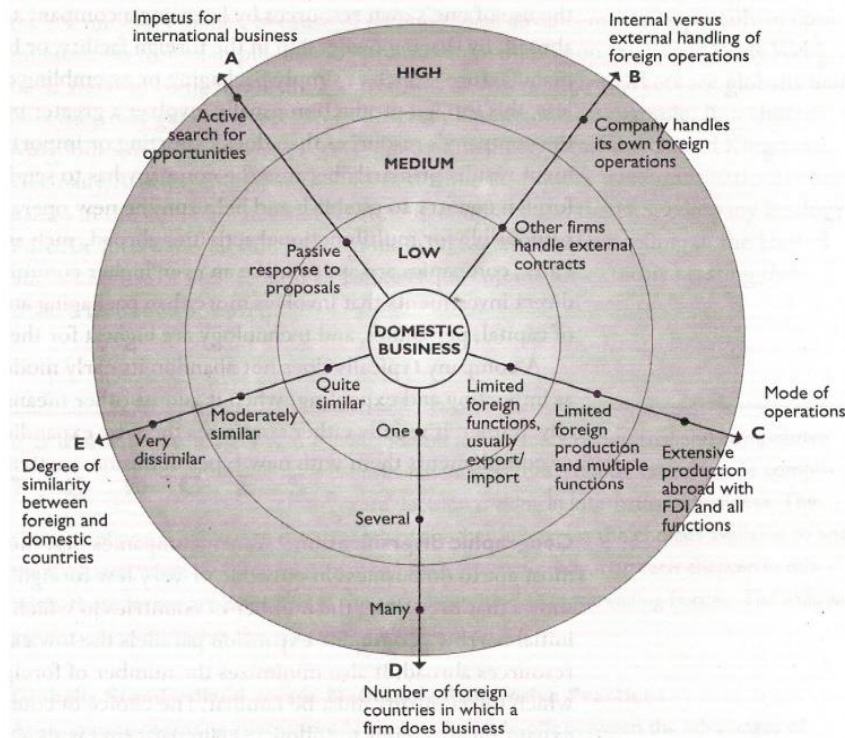 Impetus for
international business
A
Active
search for
opportunities
Passive
response to
proposals
HIGH
MEDIUM
LOW
DOMESTIC
BUSINESS
Internal versus
external handling of
foreign operations
B
Company handles
its own foreign
operations
Other firms
handle external
contracts
Mode of
operations
C
Limited
foreign
functions,
usually
export/
import
Limited
foreign
production
and multiple
functions
Extensive
production
abroad with
FDI and all
functions
One
Several
Many
D
Number of foreign
countries in which a
firm does business
Quite
similar
Moderately
similar
Very
dissimilar
E
Degree of
similarity
between
foreign and
domestic
countries